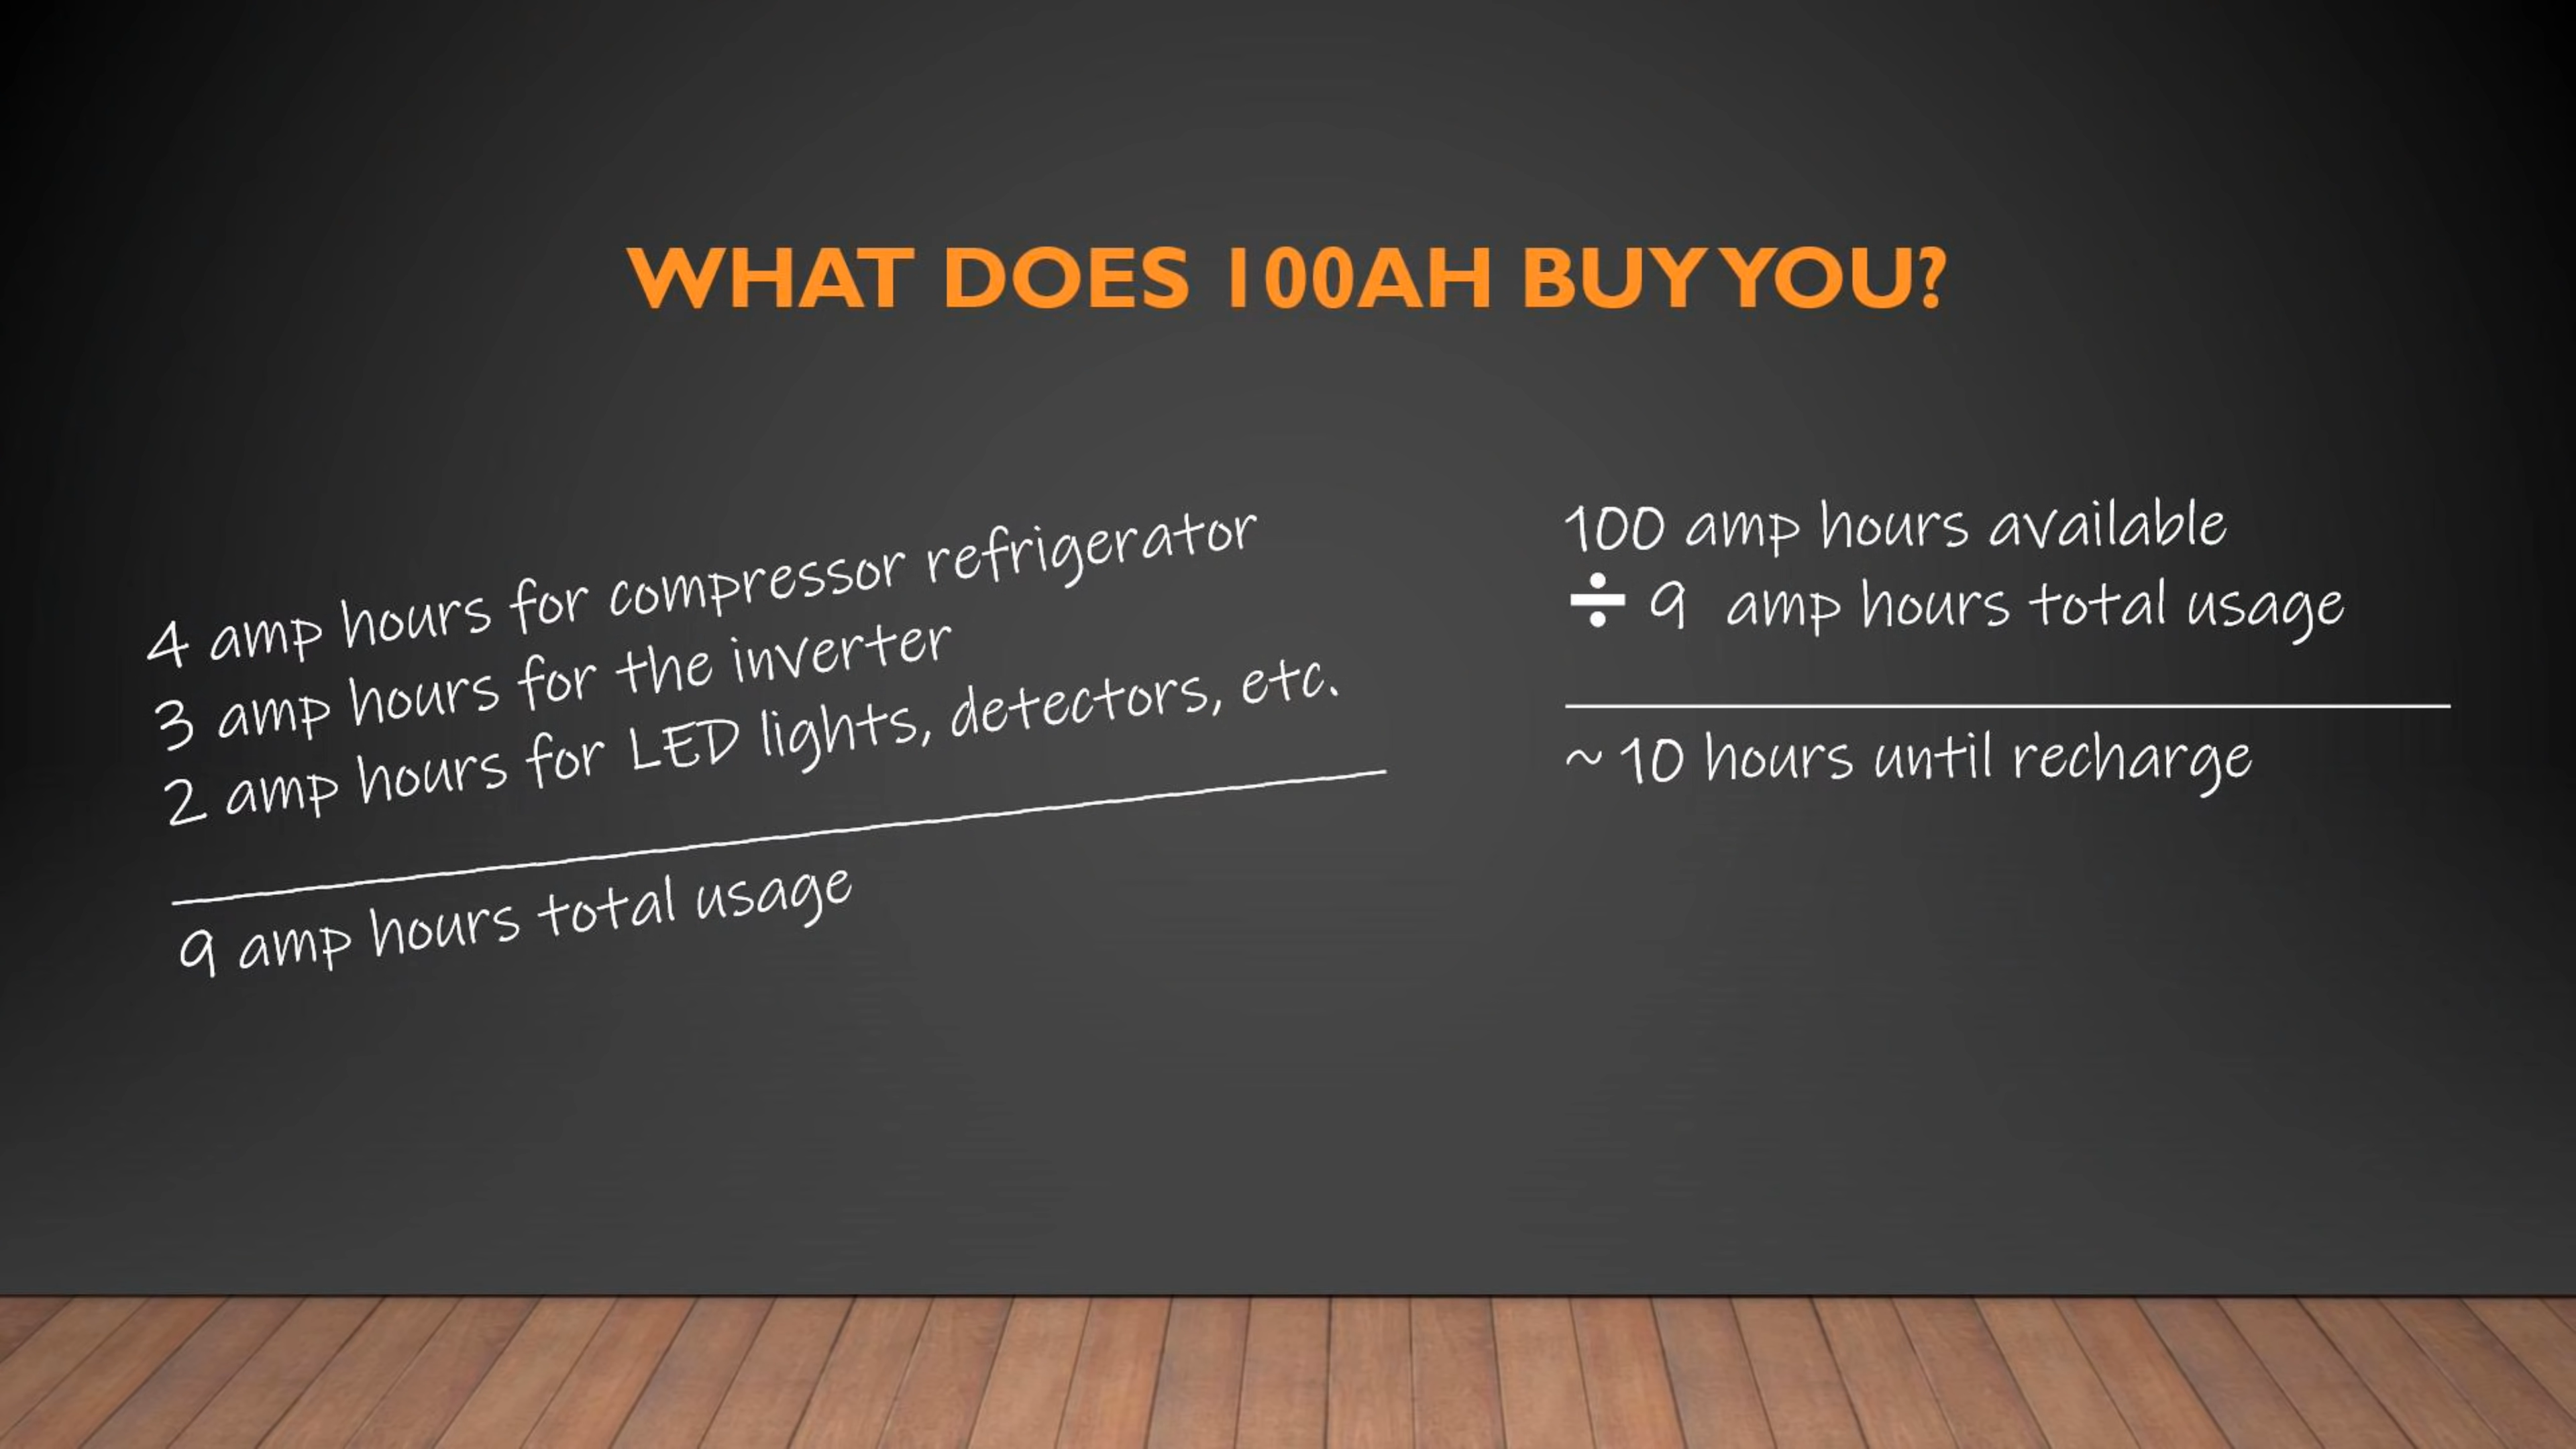 WHAT DOES 100AH BUY YOU?
4 amp hours for compressor refrigerator
3 amp hours for the inverter
2 amp hours for LED lights, detectors, etc.
9 amp hours total usage
100 amp hours available
÷ 9 amp hours total usage
~ 10 hours until recharge